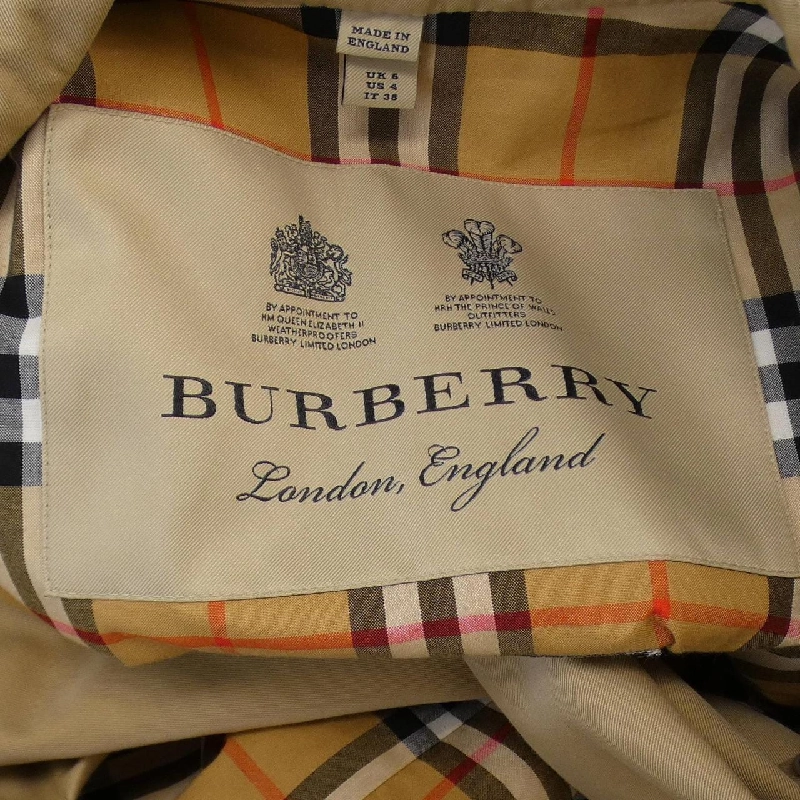 MADE IN
ENGLAND
UK 6
US 4
IT 38
BY APPOINTMENT TO
HM QUEEN ELIZABETH II
WEATHERPROOFERS
BURBERRY LIMITED LONDON
BY APPOINTMENT TO
HRH THE PRINCE OF WALES
OUTFITTERS
BURBERRY LIMITED LONDON
BURBERRY
London, England